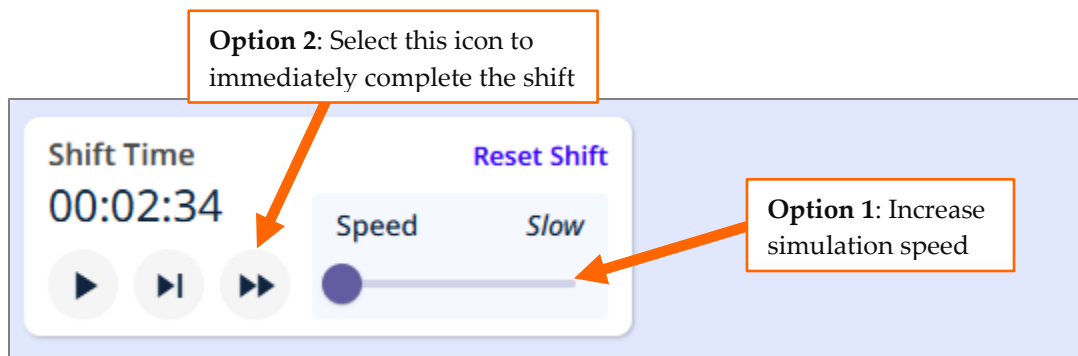 Option 2: Select this icon to
immediately complete the shift
Shift Time
Reset Shift
00:02:34
Speed
Slow
Option 1: Increase
simulation speed